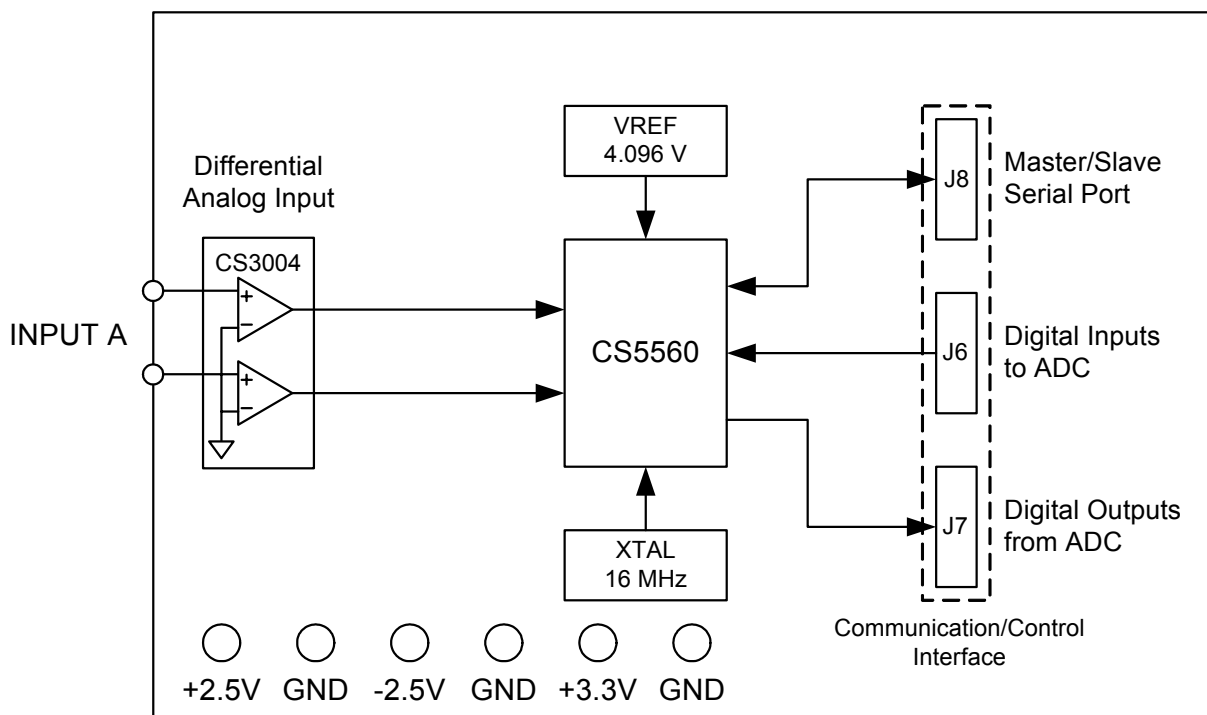 VREF
4.096 V
Differential
Analog Input
J8
Master/Slave
Serial Port
CS3004
+
−
INPUT A
CS5560
J6
Digital Inputs
to ADC
+
−
J7
Digital Outputs
from ADC
XTAL
16 MHz
Communication/Control
Interface
+2.5V GND -2.5V GND +3.3V GND